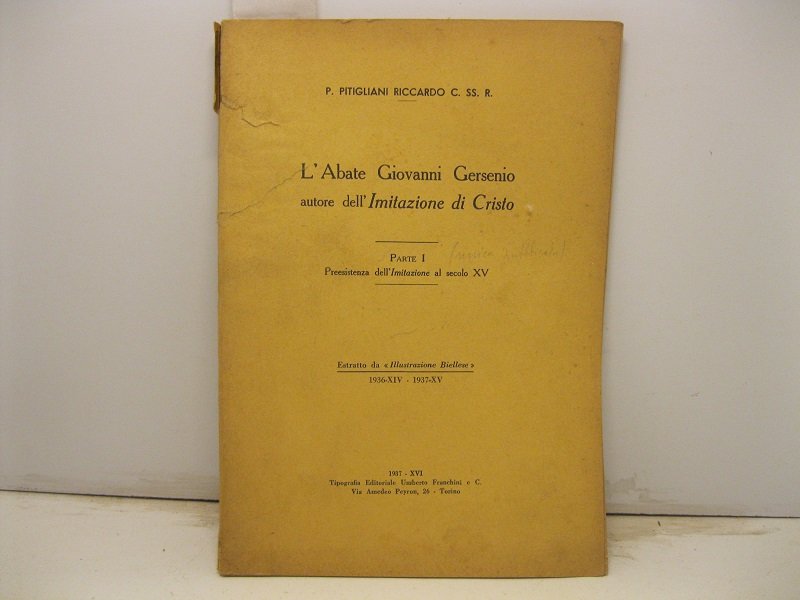 P. PITIGLIANI RICCARDO C. SS. R.
L'Abate Giovanni Gersenio
autore dell'Imitazione di Cristo
PARTE I
Preesistenza dell'Imitazione al secolo XV
Estratto da « Illustrazione Biellese »
1936-XIV - 1937-XV
1937 - XVI
Tipografia Editoriale Umberto Franchini e C.
Via Amedeo Peyron, 26 - Torino